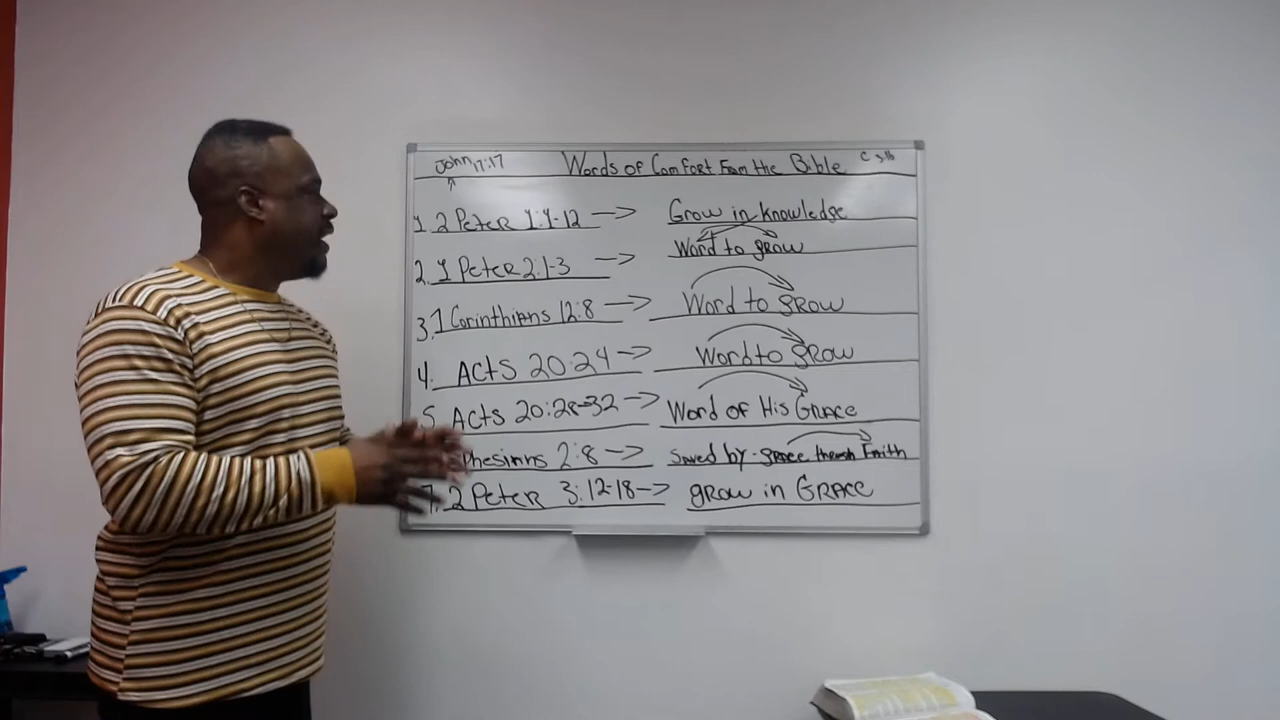 John 17:17 Words of Comfort From the Bible
1. 2 Peter 1:1-12 → Grow in Knowledge
2. 1 Peter 2:1-3 → Word to grow
3. 1 Corinthians 12:8 → Word to gRow
4. Acts 20:24 → Word to gRow
5. Acts 20:28-32 → Word of His GRACE
phesians 2:8 → Saved by - grace through Faith
7. 2 Peter 3:12-18 → gRow in GRACE